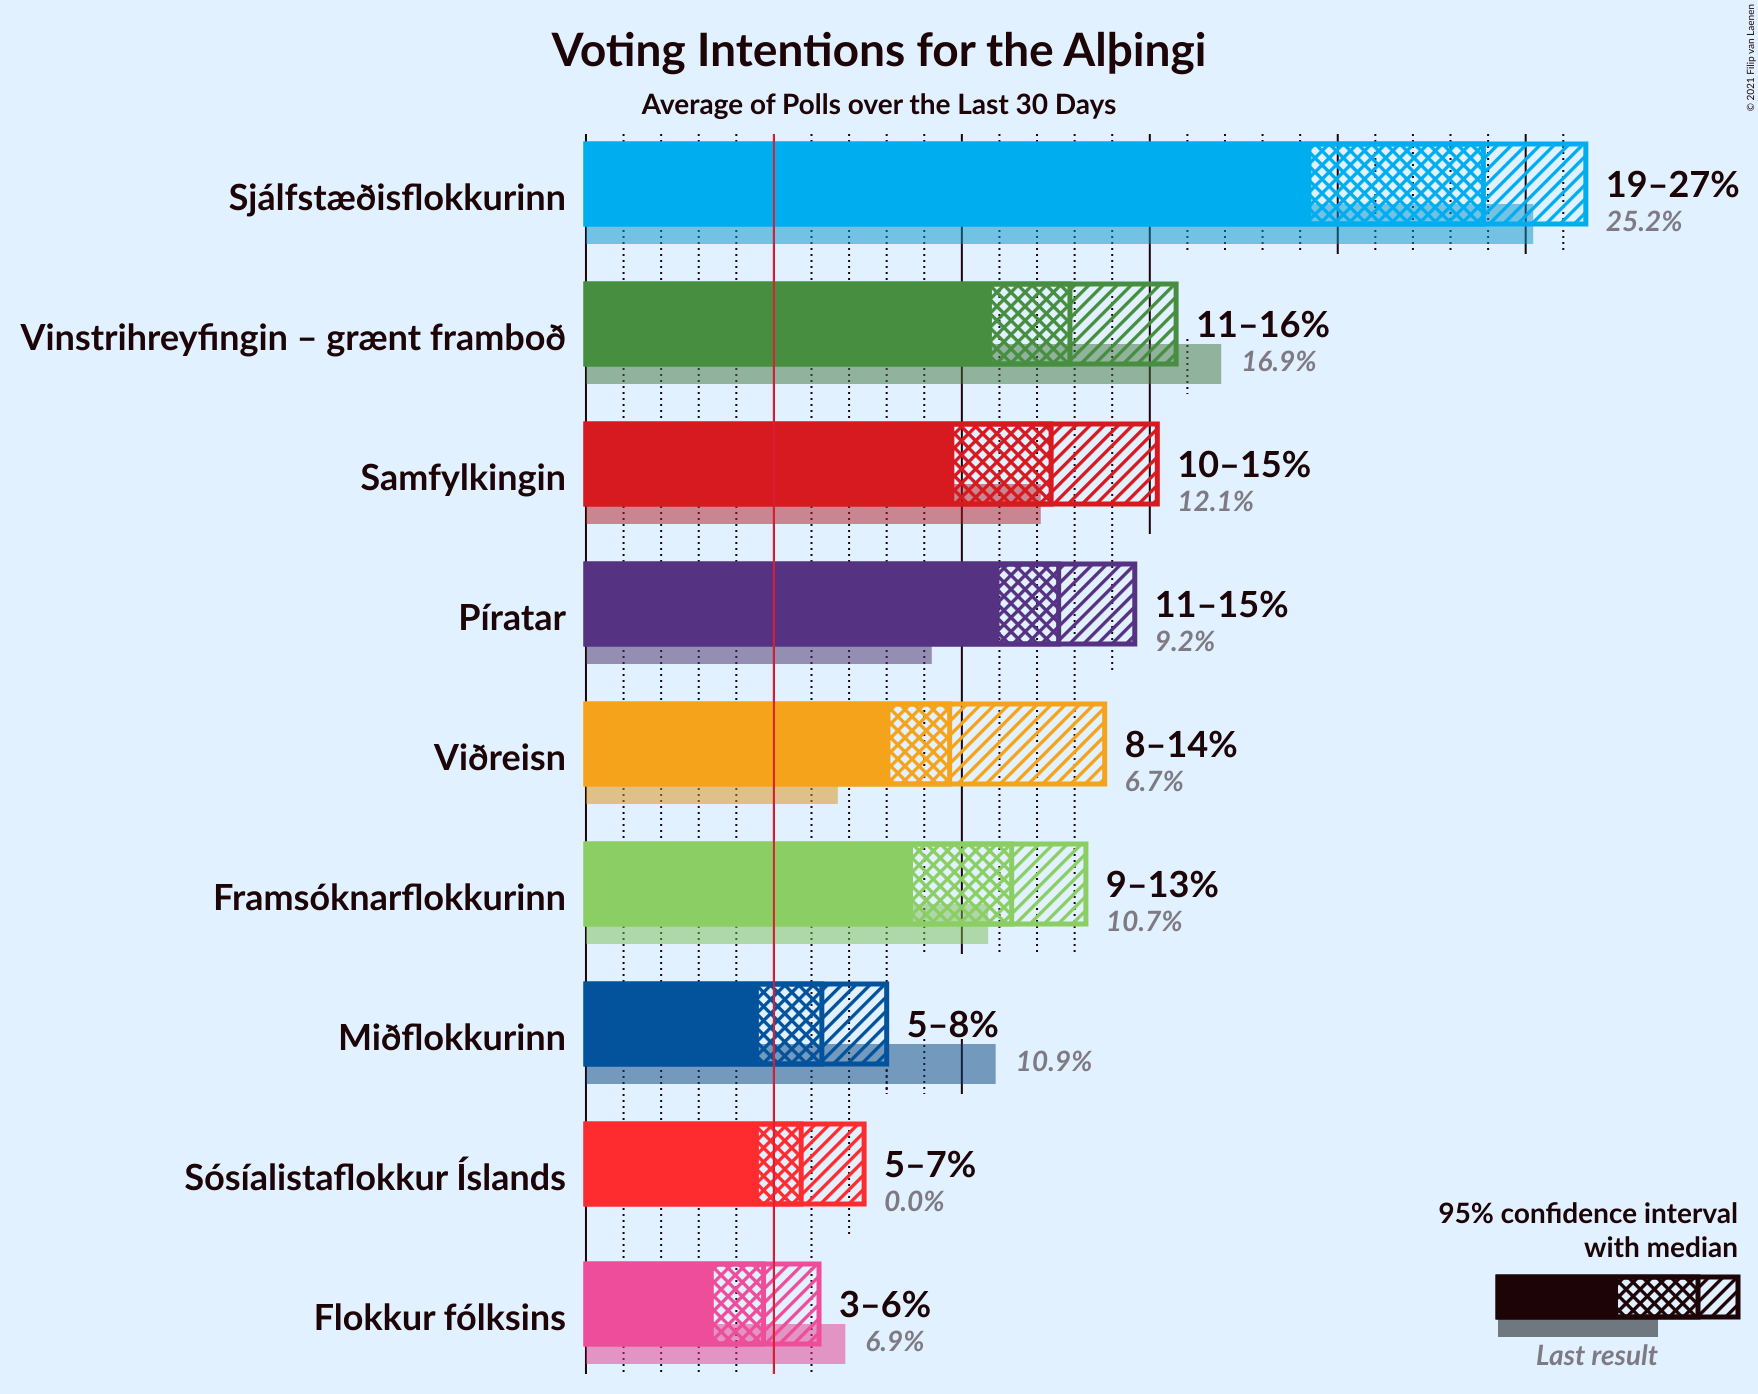 Voting Intentions for the Alþingi
Average of Polls over the Last 30 Days
© 2021 Filip van Laenen
Sjálfstæðisflokkurinn
19–27%
25.2%
Vinstrihreyfingin – grænt framboð
11–16%
16.9%
Samfylkingin
10–15%
12.1%
Píratar
11–15%
9.2%
Viðreisn
8–14%
6.7%
Framsóknarflokkurinn
9–13%
10.7%
Miðflokkurinn
5–8%
10.9%
Sósíalistaflokkur Íslands
5–7%
0.0%
Flokkur fólksins
3–6%
6.9%
95% confidence interval
with median
Last result